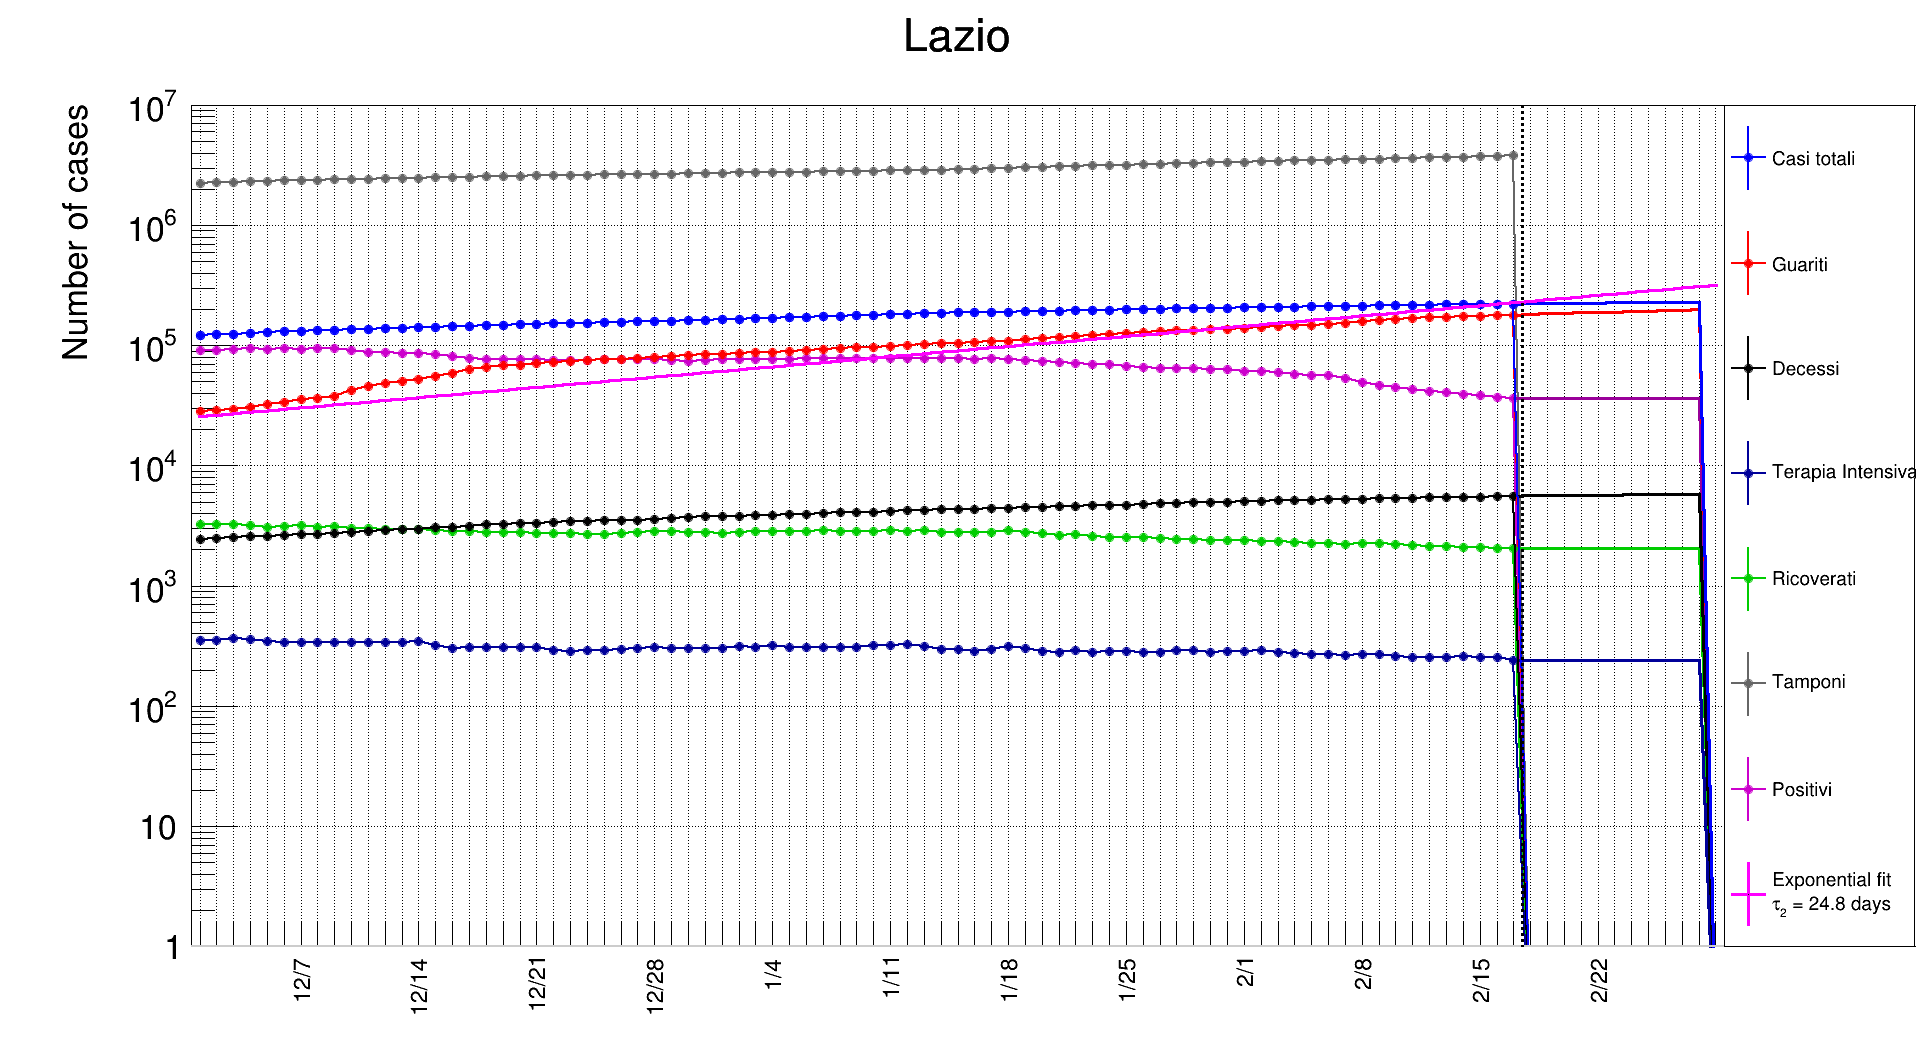 Lazio
Number of cases
10^7
10^6
10^5
10^4
10^3
10^2
10
1
12/7
12/14
12/21
12/28
1/4
1/11
1/18
1/25
2/1
2/8
2/15
2/22
Casi totali
Guariti
Decessi
Terapia Intensiva
Ricoverati
Tamponi
Positivi
Exponential fit
τ_2 = 24.8 days